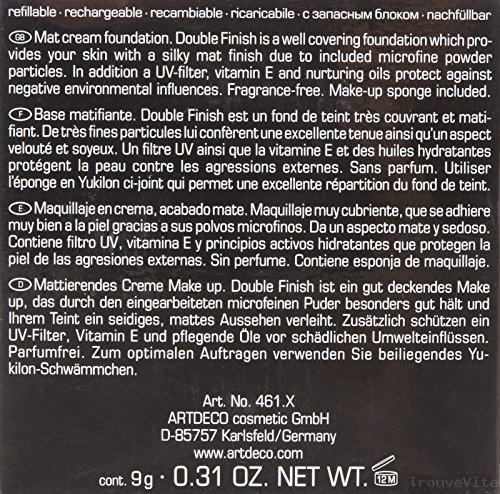 refillable • rechargeable • recambiable • ricaricabile • с запасным блоком • nachfüllbar
GB Mat cream foundation. Double Finish is a well covering foundation which pro-
vides your skin with a silky mat finish due to included microfine powder
particles. In addition a UV-filter, vitamin E and nurturing oils protect against
negative environmental influences. Fragrance-free. Make-up sponge included.
F Base matifiante. Double Finish est un fond de teint très couvrant et mati-
fiant. De très fines particules lui confèrent une excellente tenue ainsi qu'un aspect
velouté et soyeux. Un filtre UV ainsi que la vitamine E et des huiles hydratantes
protégent la peau contre les agressions externes. Sans parfum. Utiliser
l'éponge en Yukilon ci-joint qui permet une excellente répartition du fond de teint.
E Maquillaje en crema, acabado mate. Maquillaje muy cubriente, que se adhiere
muy bien a la piel gracias a sus polvos microfinos. Da un aspecto mate y sedoso.
Contiene filtro UV, vitamina E y principios activos hidratantes que protegen la
piel de las agresiones externas. Sin perfume. Contiene esponja de maquillaje.
D Mattierendes Creme Make up. Double Finish ist ein gut deckendes Make
up, das durch den eingearbeiteten microfeinen Puder besonders gut hält und
Ihrem Teint ein seidiges, mattes Aussehen verleiht. Zusätzlich schützen ein
UV-Filter, Vitamin E und pflegende Öle vor schädlichen Umwelteinflüssen.
Parfumfrei. Zum optimalen Auftragen verwenden Sie beiliegendes Yu-
kilon-Schwämmchen.
Art. No. 461.X
ARTDECO cosmetic GmbH
D-85757 Karlsfeld/Germany
www.artdeco.com
cont. 9g • 0.31 OZ. NET WT. 12 M
TrouveVite